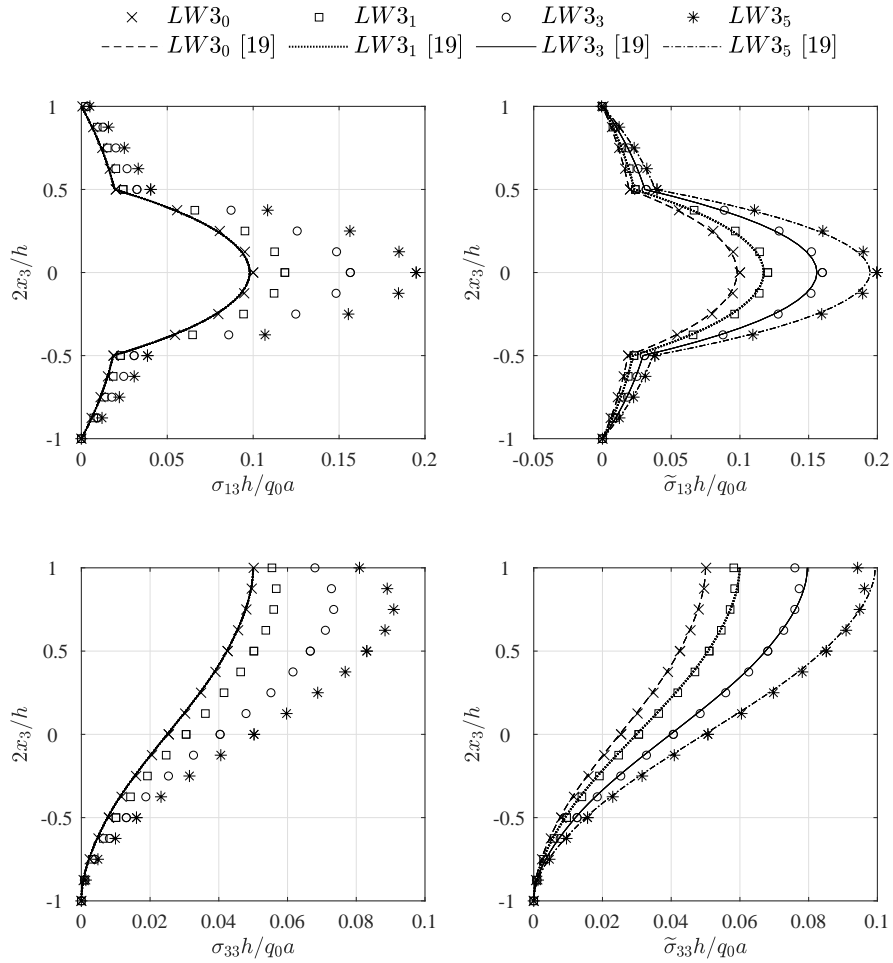 LW3₀ LW3₁ LW3₃ LW3₅
LW3₀ [19] LW3₁ [19] LW3₃ [19] LW3₅ [19]
1
0.5
0
-0.5
-1
2x₃/h
0 0.05 0.1 0.15 0.2
σ₁₃h/q₀a
1
0.5
0
-0.5
-1
2x₃/h
-0.05 0 0.05 0.1 0.15 0.2
σ̃₁₃h/q₀a
1
0.5
0
-0.5
-1
2x₃/h
0 0.02 0.04 0.06 0.08 0.1
σ₃₃h/q₀a
1
0.5
0
-0.5
-1
2x₃/h
0 0.02 0.04 0.06 0.08 0.1
σ̃₃₃h/q₀a